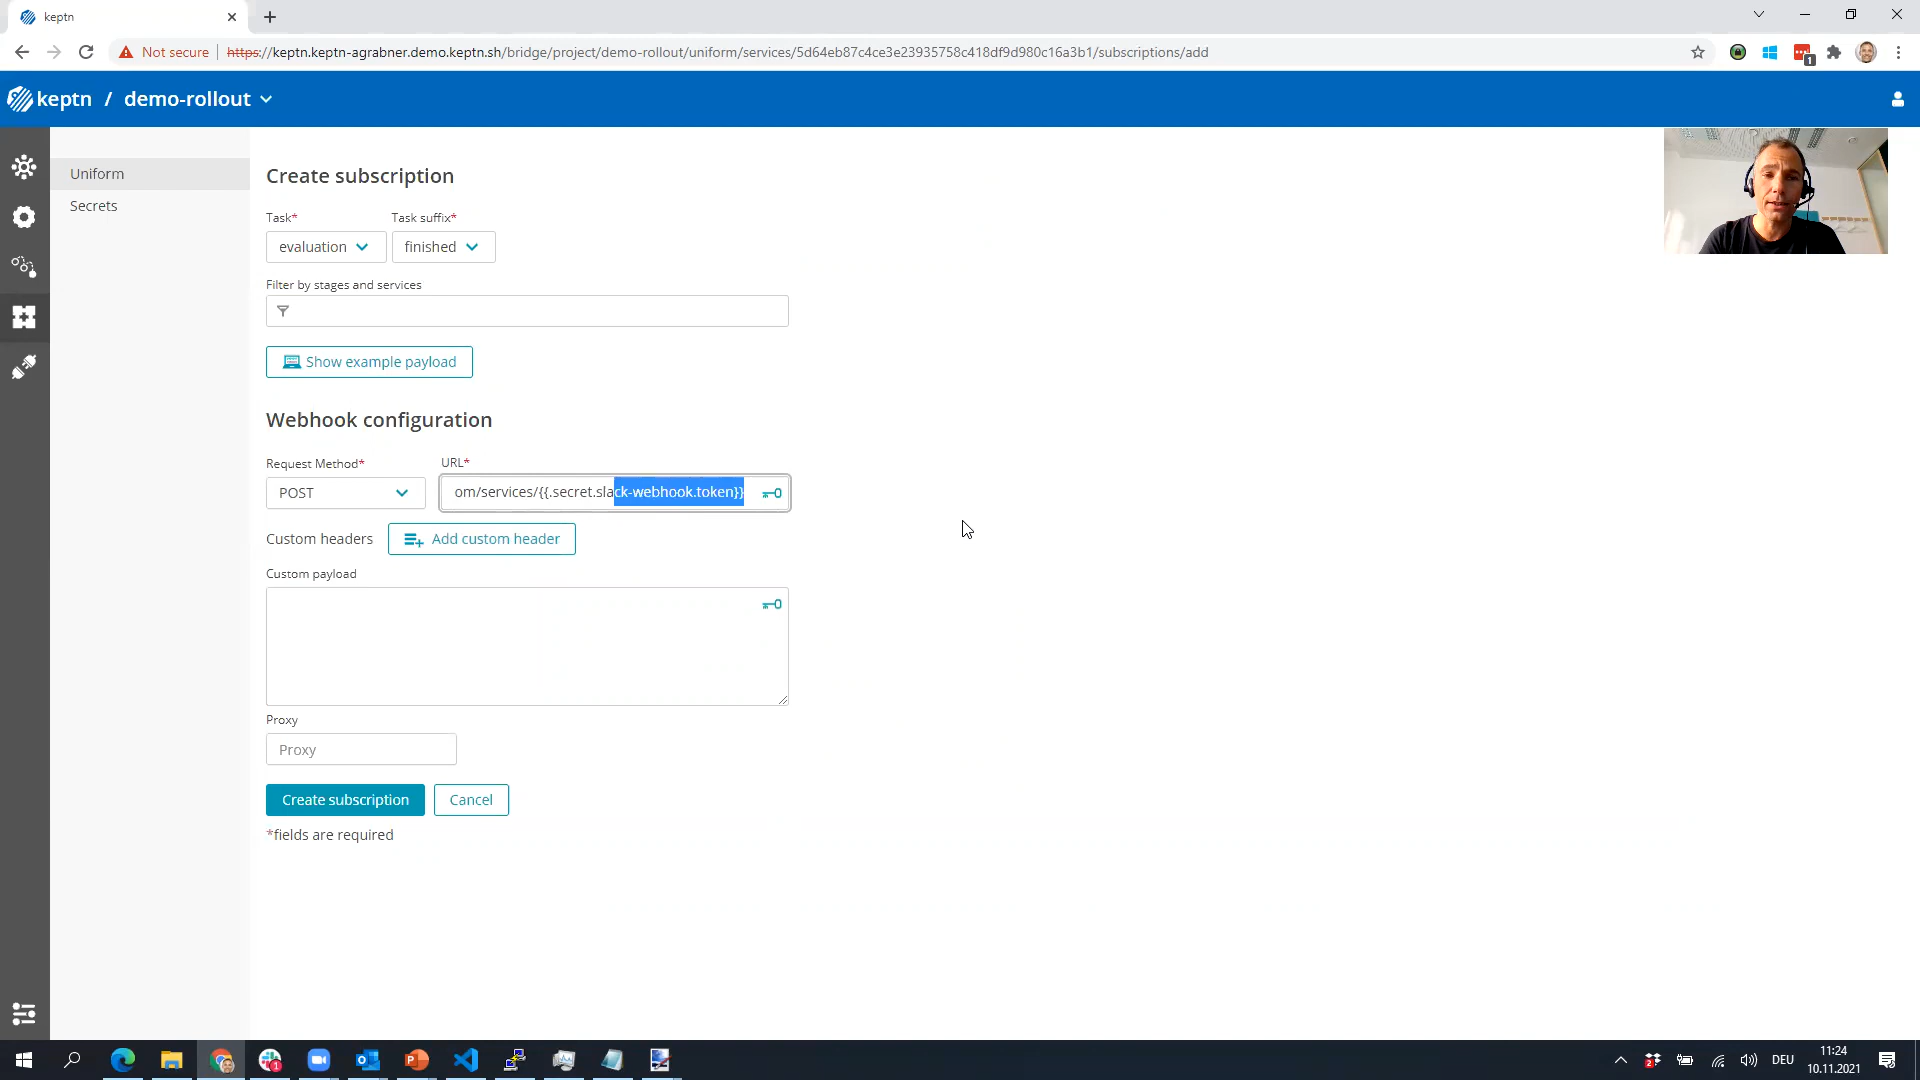 keptn
Not secure
https://keptn.keptn-agrabner.demo.keptn.sh/bridge/project/demo-rollout/uniform/services/5d64eb87c4ce3e23935758c418df9d980c16a3b1/subscriptions/add
1
keptn / demo-rollout
Uniform
Secrets
Create subscription
Task*
Task suffix*
evaluation
finished
Filter by stages and services
Show example payload
Webhook configuration
Request Method*
URL*
POST
om/services/{{.secret.slack-webhook.token}}
Custom headers
Add custom header
Custom payload
Proxy
Proxy
Create subscription
Cancel
*fields are required
DEU
11:24
10.11.2021